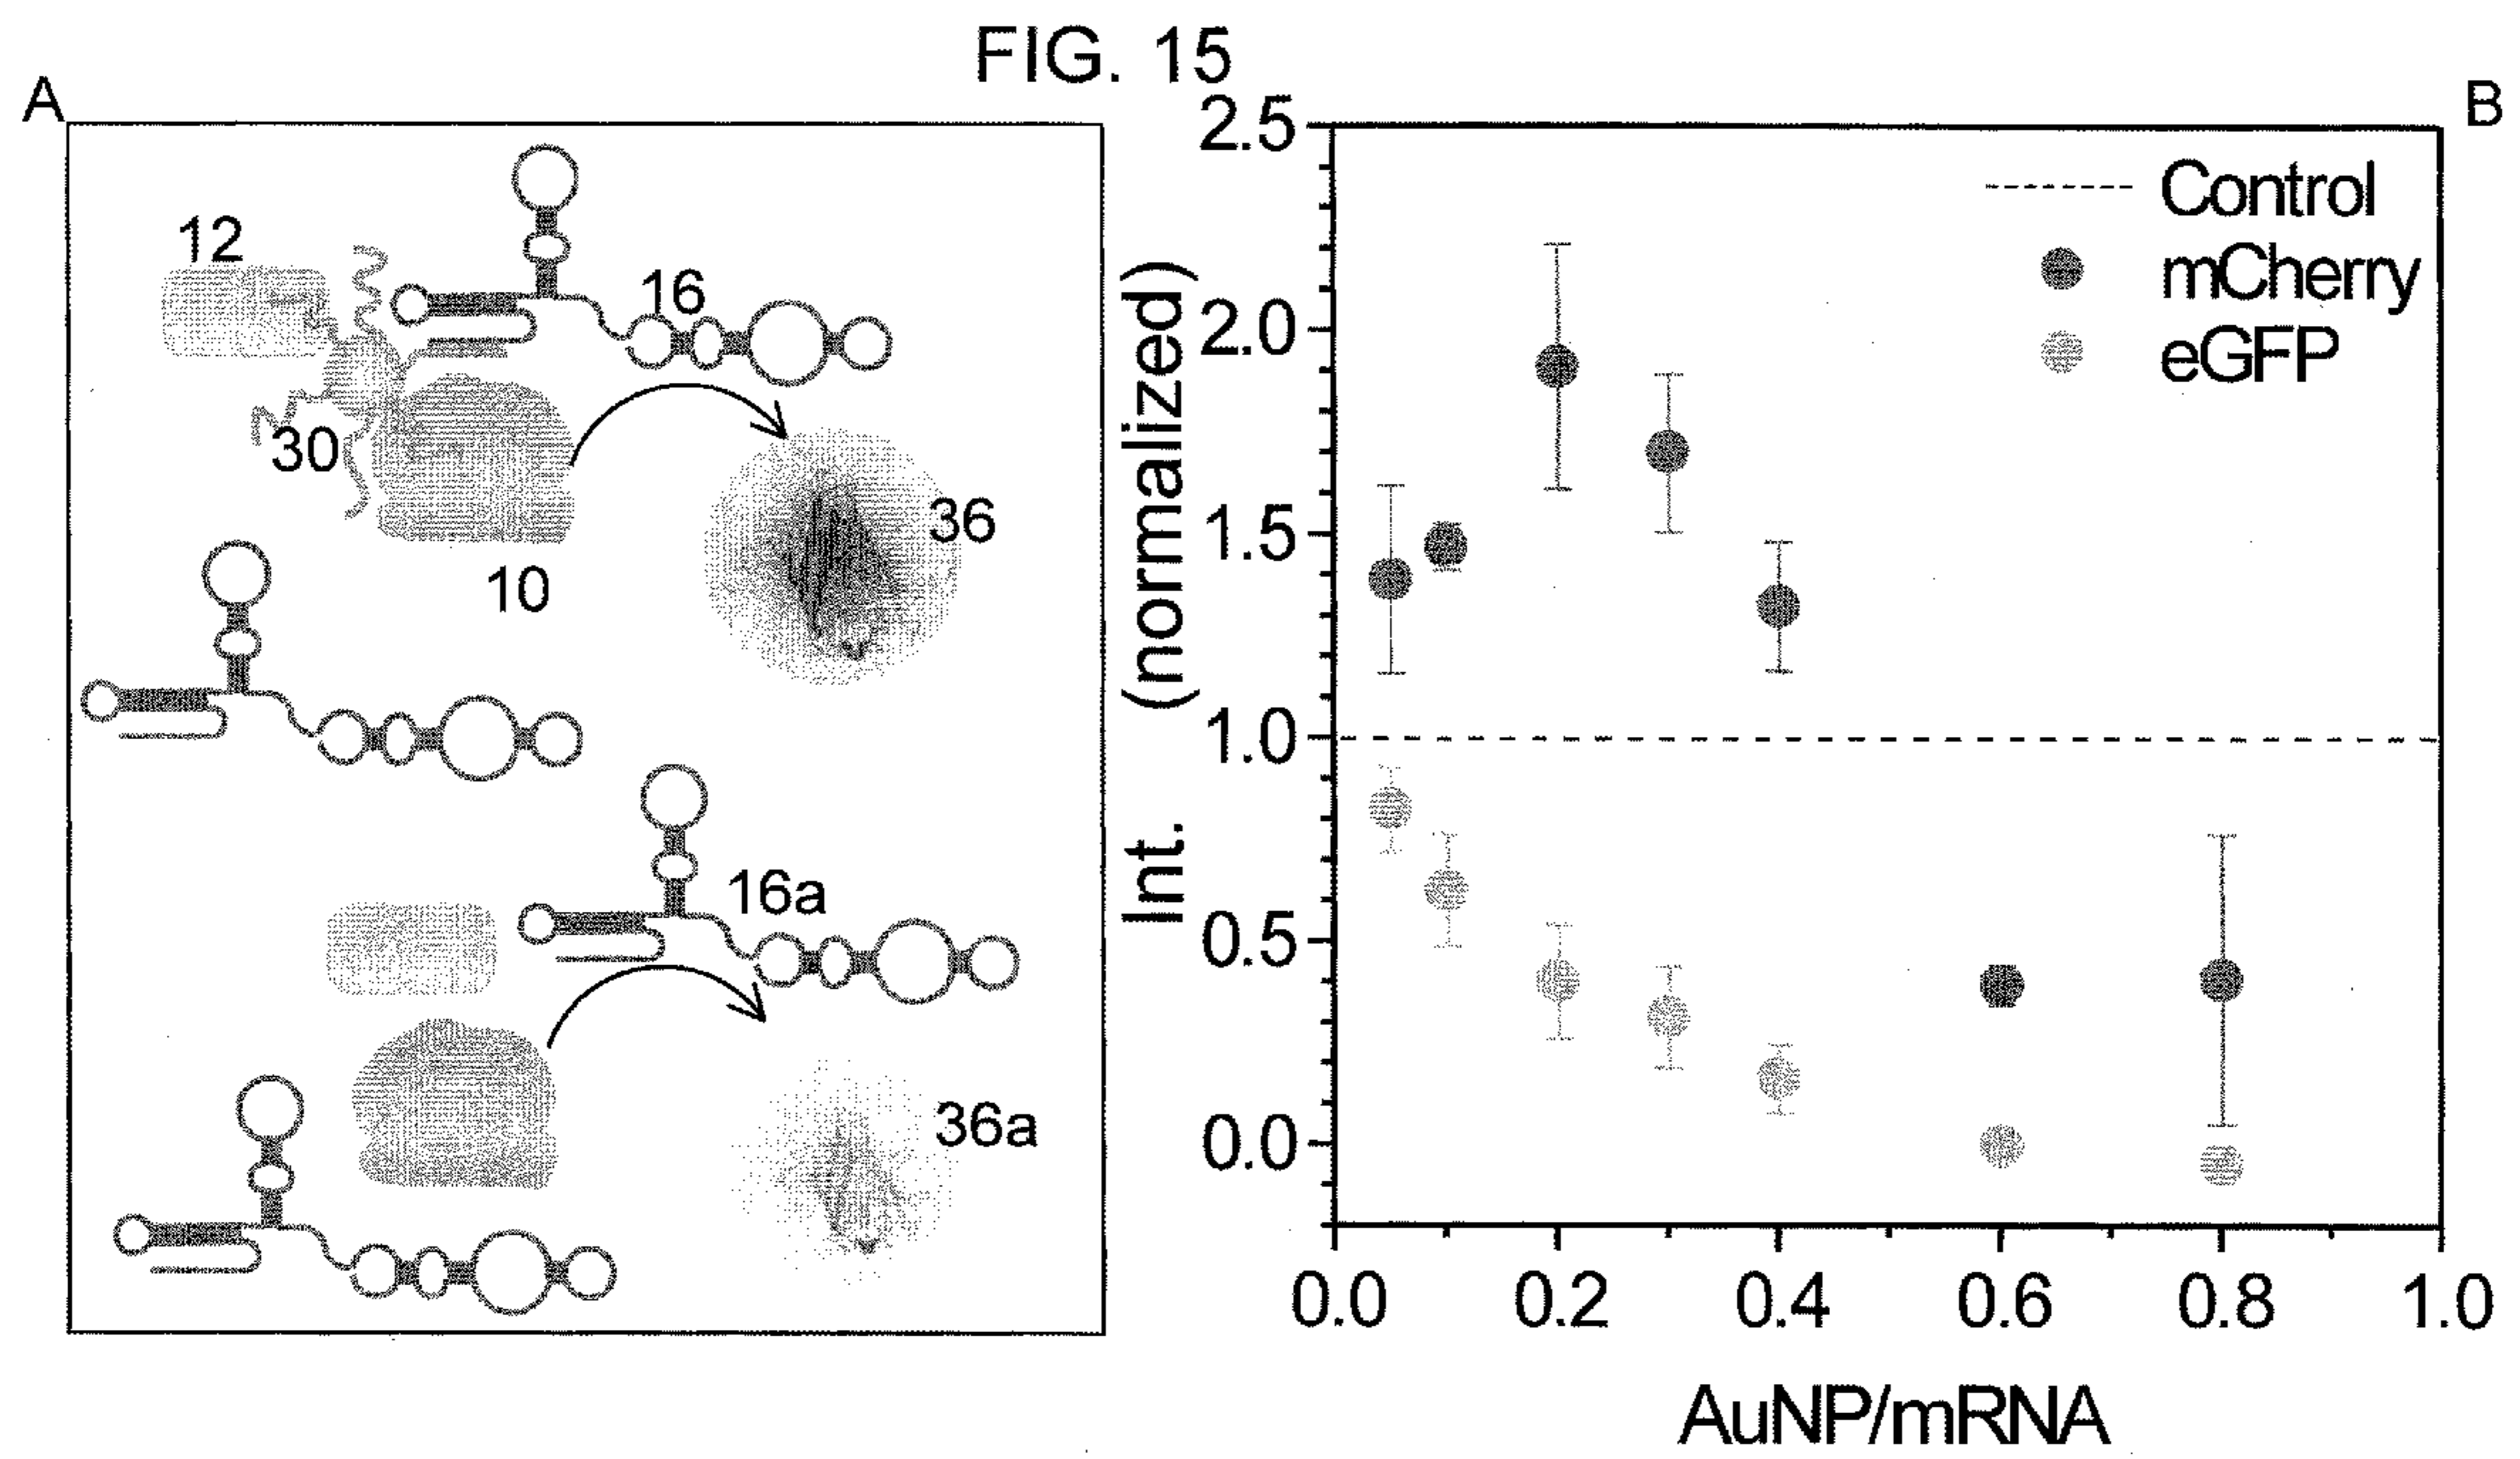 FIG. 15
A
12
16
30
36
10
16a
36a
B
Int. (normalized)
2.5
2.0
1.5
1.0
0.5
0.0
Control
mCherry
eGFP
0.0 0.2 0.4 0.6 0.8 1.0
AuNP/mRNA